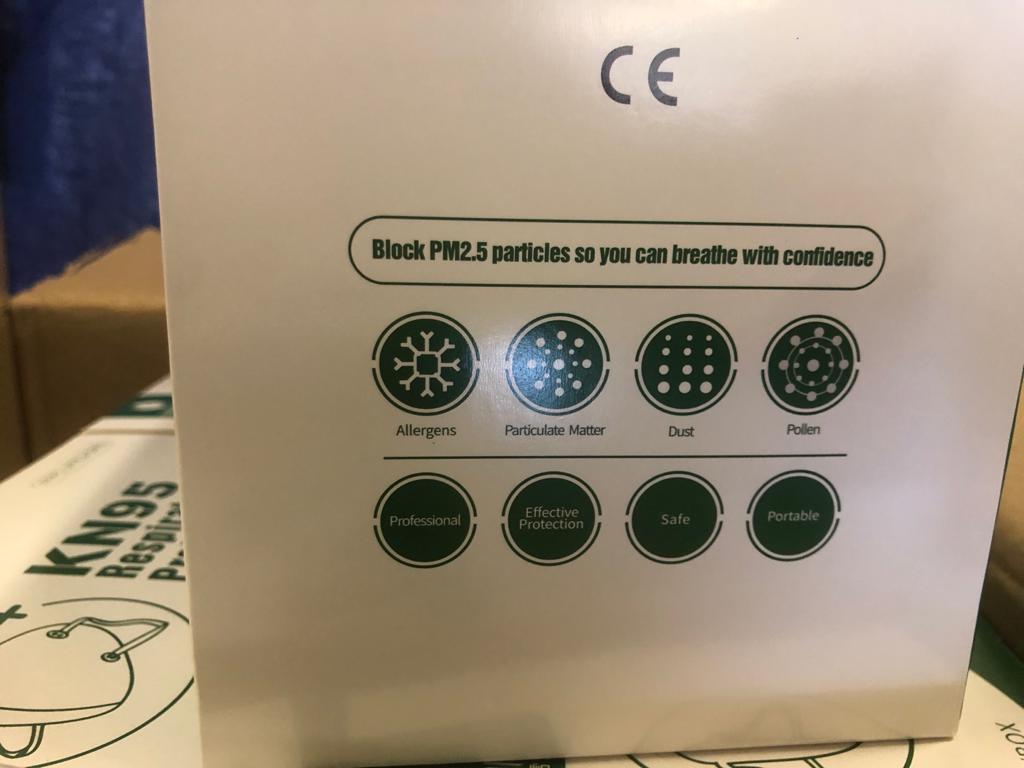 CE
Block PM2.5 particles so you can breathe with confidence
Allergens
Particulate Matter
Dust
Pollen
Professional
Effective
Protection
Safe
Portable
KN95